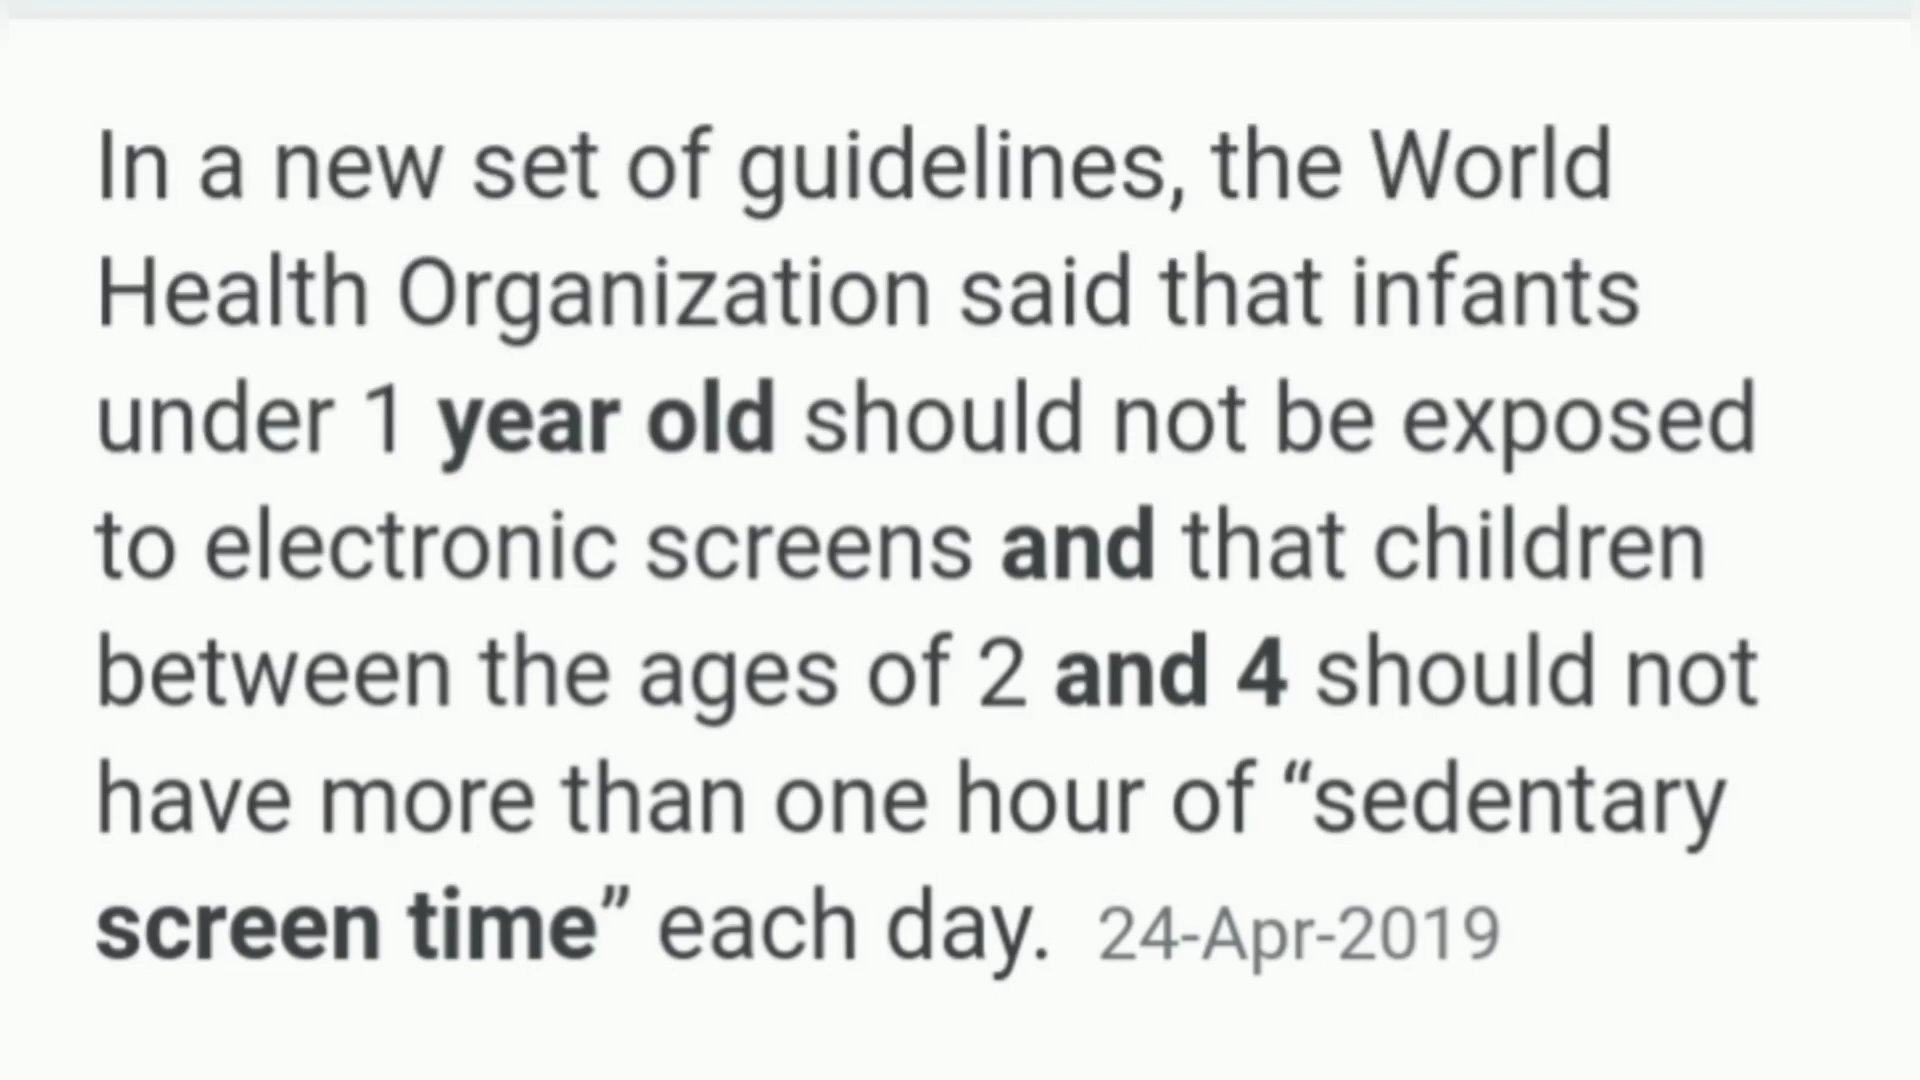 In a new set of guidelines, the World
Health Organization said that infants
under 1 year old should not be exposed
to electronic screens and that children
between the ages of 2 and 4 should not
have more than one hour of “sedentary
screen time” each day. 24-Apr-2019